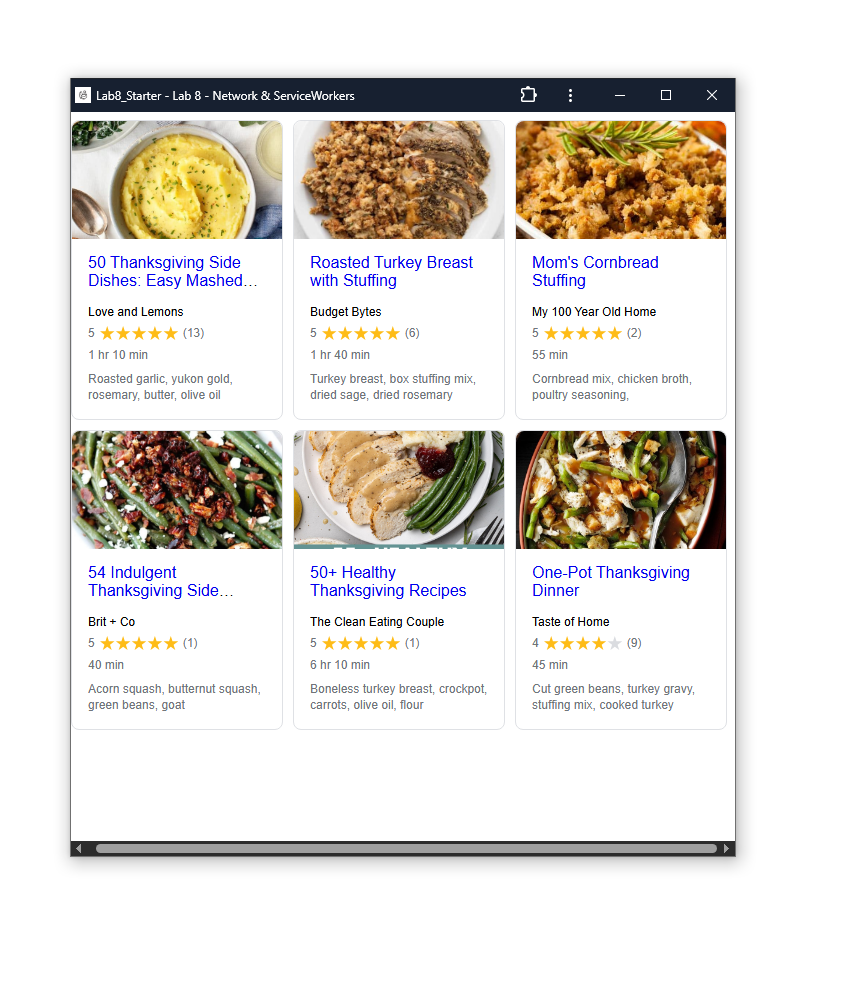 Lab8_Starter - Lab 8 - Network & ServiceWorkers
50 Thanksgiving Side
Dishes: Easy Mashed…
Love and Lemons
5 (13)
1 hr 10 min
Roasted garlic, yukon gold,
rosemary, butter, olive oil
Roasted Turkey Breast
with Stuffing
Budget Bytes
5 (6)
1 hr 40 min
Turkey breast, box stuffing mix,
dried sage, dried rosemary
Mom's Cornbread
Stuffing
My 100 Year Old Home
5 (2)
55 min
Cornbread mix, chicken broth,
poultry seasoning,
54 Indulgent
Thanksgiving Side…
Brit + Co
5 (1)
40 min
Acorn squash, butternut squash,
green beans, goat
50+ Healthy
Thanksgiving Recipes
The Clean Eating Couple
5 (1)
6 hr 10 min
Boneless turkey breast, crockpot,
carrots, olive oil, flour
One-Pot Thanksgiving
Dinner
Taste of Home
4 (9)
45 min
Cut green beans, turkey gravy,
stuffing mix, cooked turkey